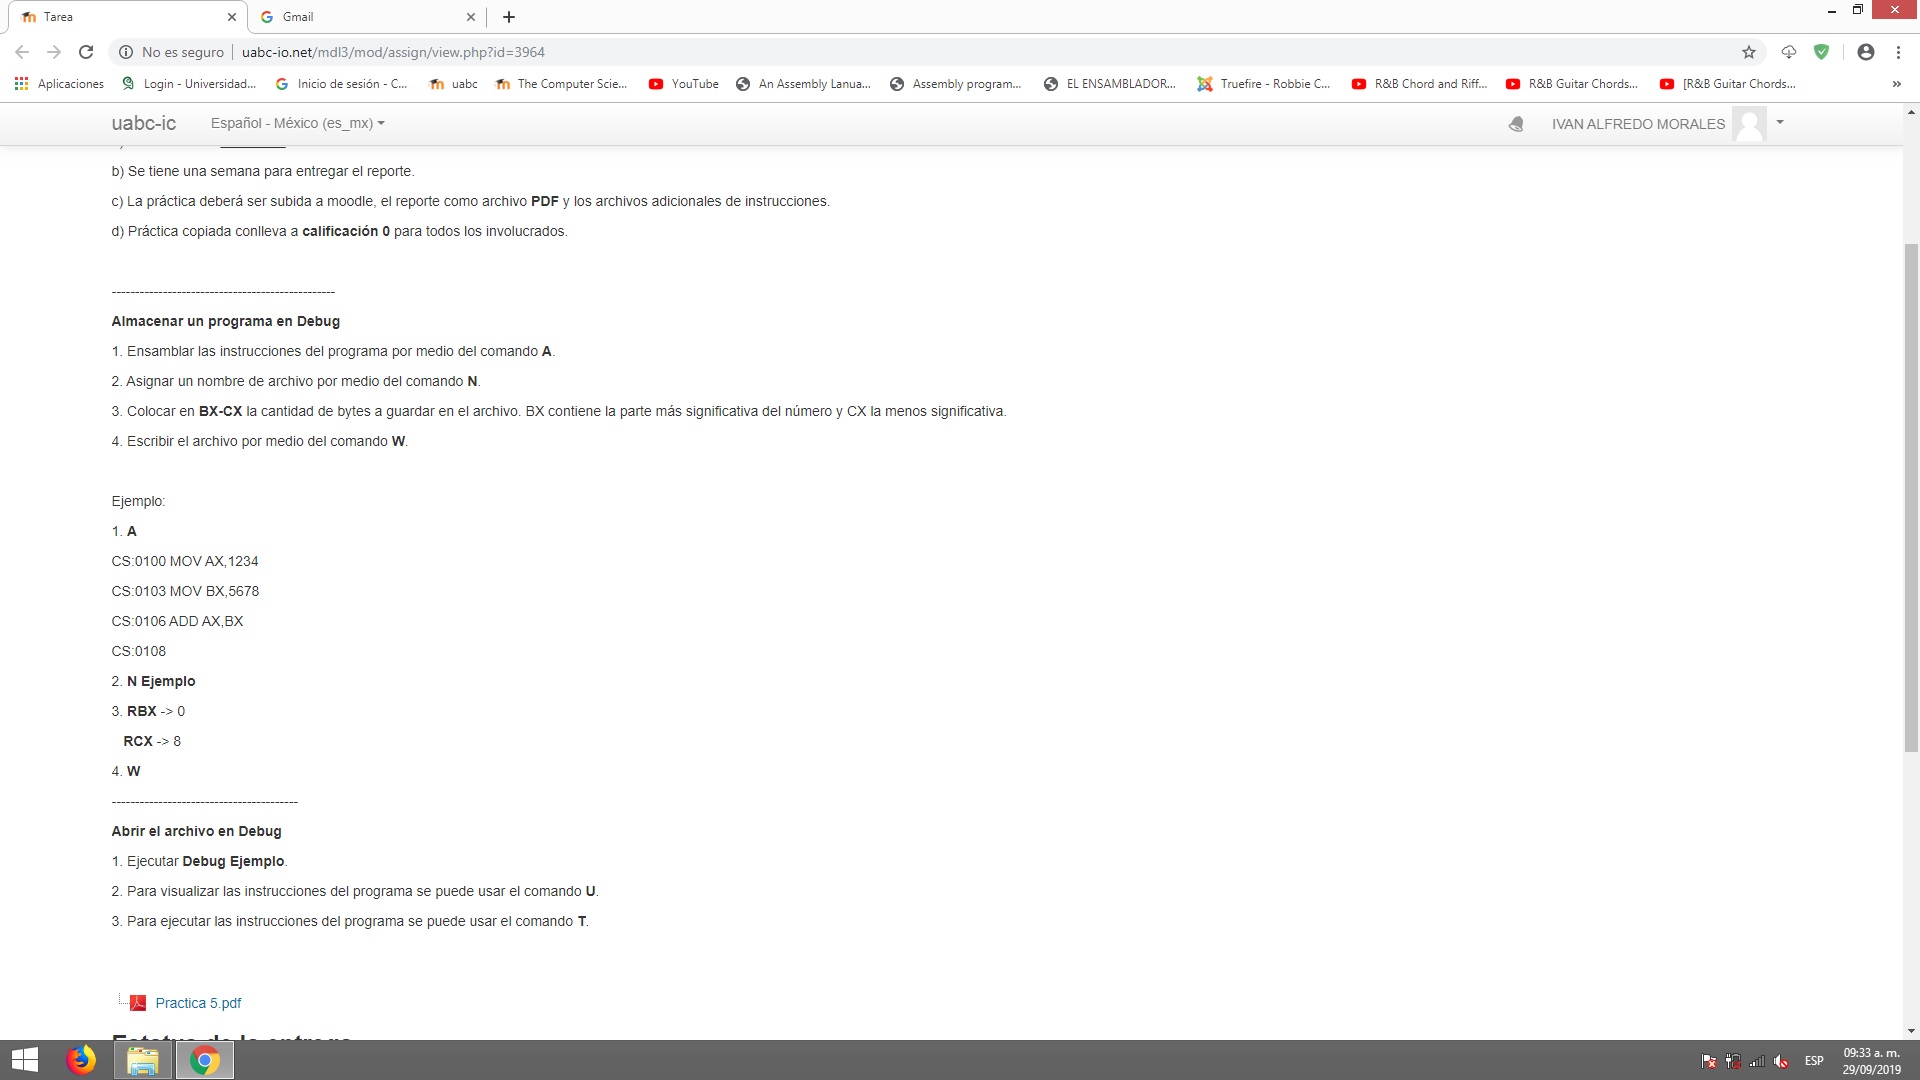 Tarea
Gmail
No es seguro
uabc-io.net/mdl3/mod/assign/view.php?id=3964
Aplicaciones
Login - Universidad...
Inicio de sesión - C...
uabc
The Computer Scie...
YouTube
An Assembly Lanua...
Assembly program...
EL ENSAMBLADOR...
Truefire - Robbie C...
R&B Chord and Riff...
R&B Guitar Chords...
[R&B Guitar Chords...
»
uabc-ic
Español - México (es_mx)
IVAN ALFREDO MORALES
b) Se tiene una semana para entregar el reporte.
c) La práctica deberá ser subida a moodle, el reporte como archivo PDF y los archivos adicionales de instrucciones.
d) Práctica copiada conlleva a calificación 0 para todos los involucrados.
------------------------------------------------
Almacenar un programa en Debug
1. Ensamblar las instrucciones del programa por medio del comando A.
2. Asignar un nombre de archivo por medio del comando N.
3. Colocar en BX-CX la cantidad de bytes a guardar en el archivo. BX contiene la parte más significativa del número y CX la menos significativa.
4. Escribir el archivo por medio del comando W.
Ejemplo:
1. A
CS:0100 MOV AX,1234
CS:0103 MOV BX,5678
CS:0106 ADD AX,BX
CS:0108
2. N Ejemplo
3. RBX -> 0
RCX -> 8
4. W
----------------------------------------
Abrir el archivo en Debug
1. Ejecutar Debug Ejemplo.
2. Para visualizar las instrucciones del programa se puede usar el comando U.
3. Para ejecutar las instrucciones del programa se puede usar el comando T.
Practica 5.pdf
Estatus de la entrega
ESP
09:33 a. m.
29/09/2019